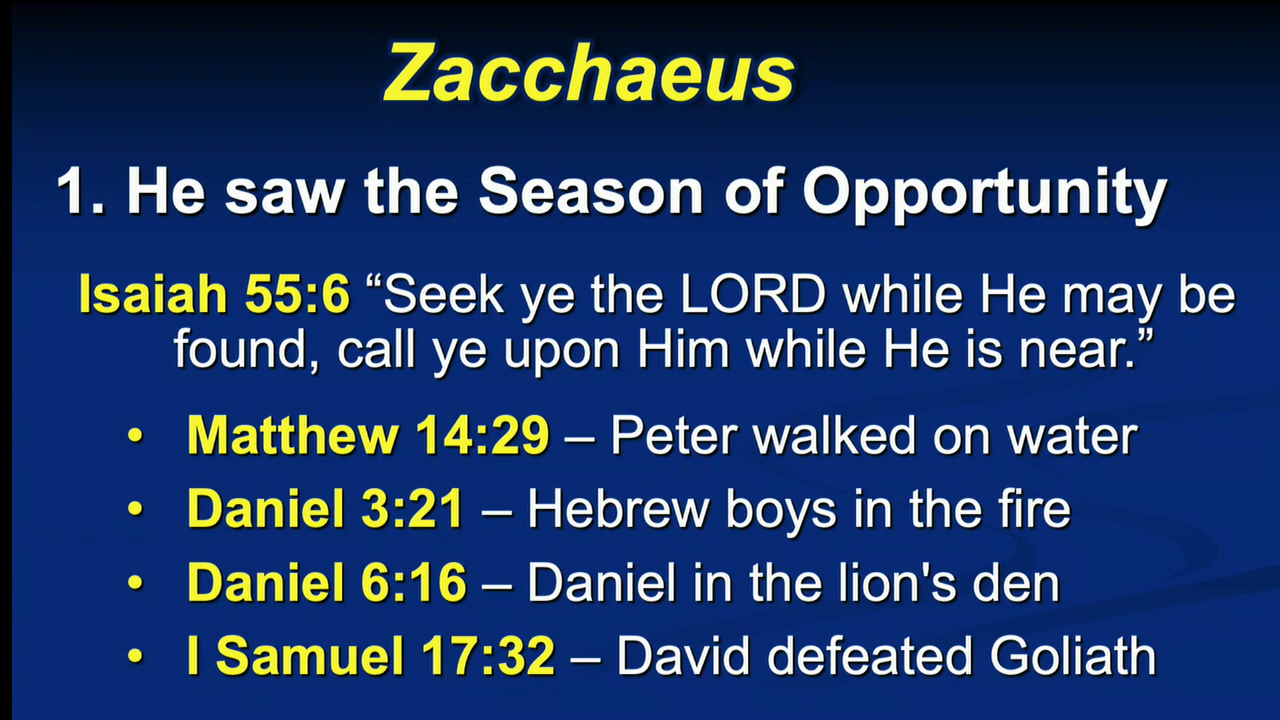 Zacchaeus
1. He saw the Season of Opportunity
Isaiah 55:6 “Seek ye the LORD while He may be
found, call ye upon Him while He is near.”
• Matthew 14:29 – Peter walked on water
• Daniel 3:21 – Hebrew boys in the fire
• Daniel 6:16 – Daniel in the lion's den
• I Samuel 17:32 – David defeated Goliath